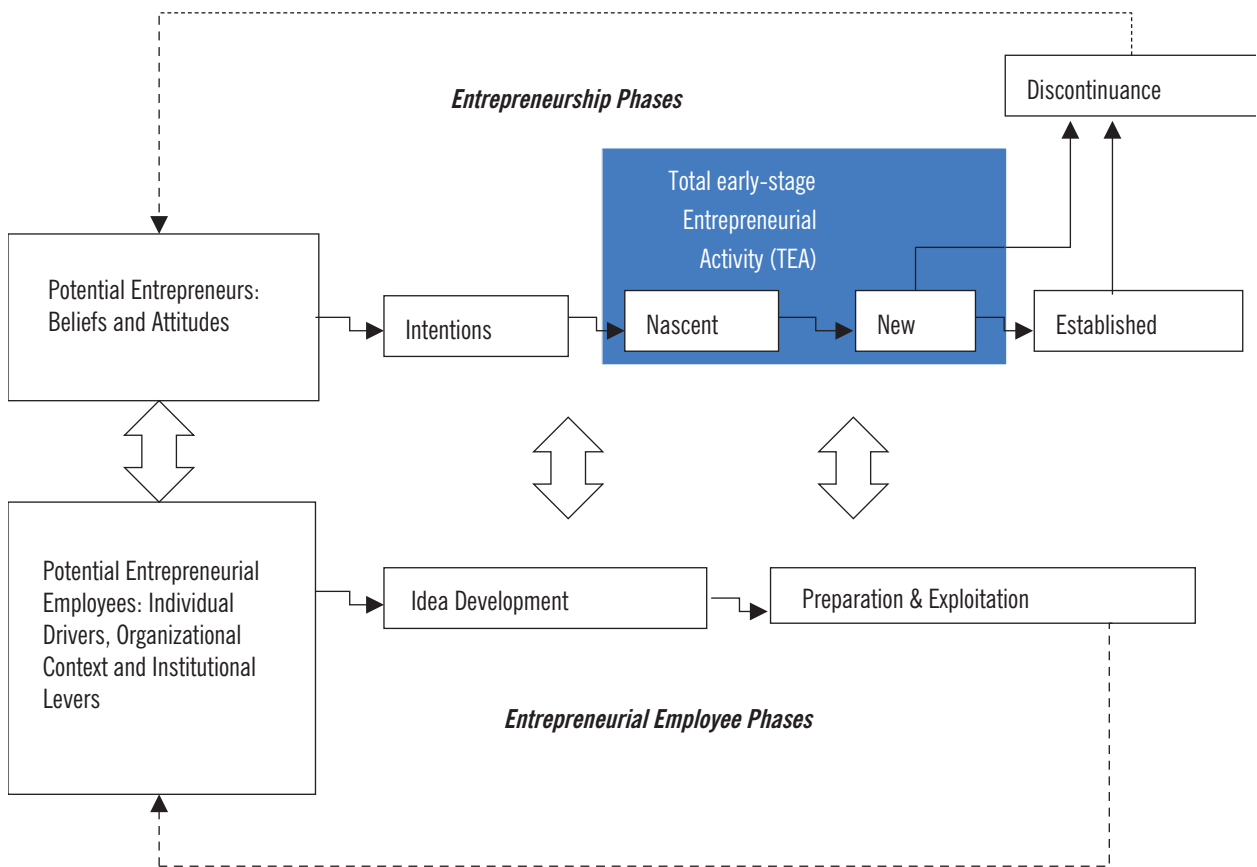 Entrepreneurship Phases
Discontinuance
Total early-stage
Entrepreneurial
Activity (TEA)
Potential Entrepreneurs:
Beliefs and Attitudes
Intentions
Nascent
New
Established
Potential Entrepreneurial
Employees: Individual
Drivers, Organizational
Context and Institutional
Levers
Idea Development
Preparation & Exploitation
Entrepreneurial Employee Phases